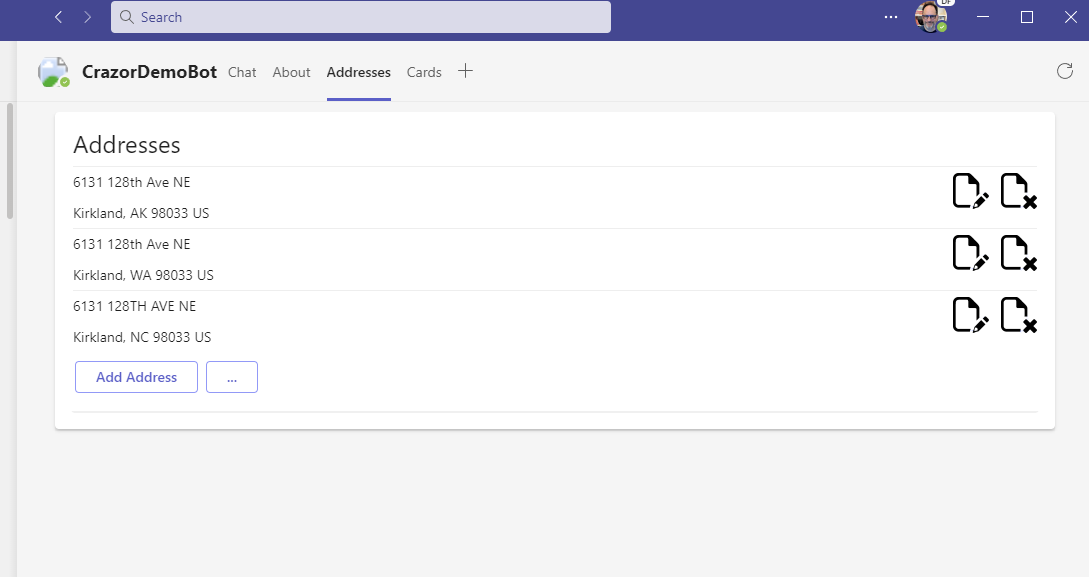 Search
...
DF
CrazorDemoBot Chat About Addresses Cards
Addresses
6131 128th Ave NE
Kirkland, AK 98033 US
6131 128th Ave NE
Kirkland, WA 98033 US
6131 128TH AVE NE
Kirkland, NC 98033 US
Add Address ...